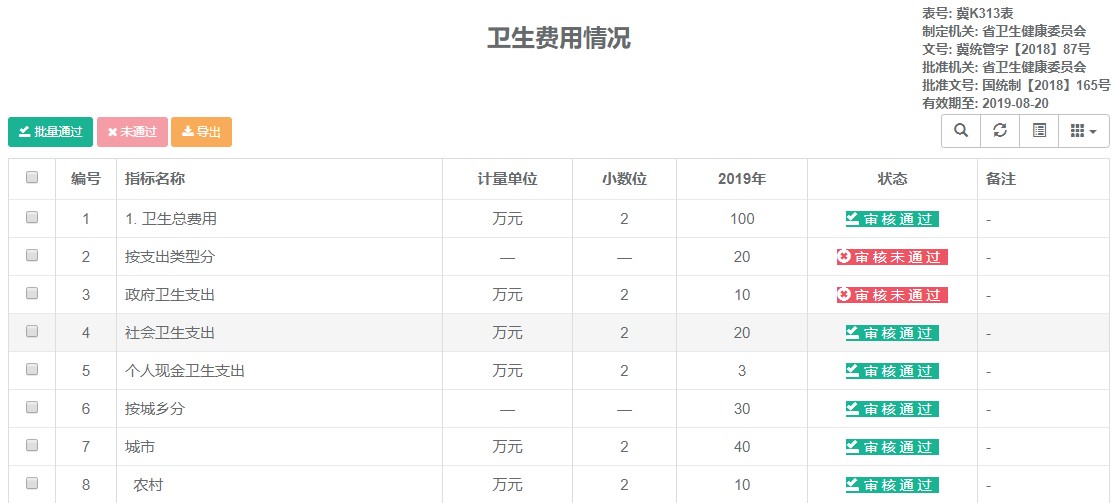 卫生费用情况
表号: 冀K313表
制定机关: 省卫生健康委员会
文号: 冀统管字【2018】87号
批准机关: 省卫生健康委员会
批准文号: 国统制【2018】165号
有效期至: 2019-08-20
批量通过 未通过 导出
编号 指标名称 计量单位 小数位 2019年 状态 备注
1 1. 卫生总费用 万元 2 100 审核通过 -
2 按支出类型分 — — 20 审核未通过 -
3 政府卫生支出 万元 2 10 审核未通过 -
4 社会卫生支出 万元 2 20 审核通过 -
5 个人现金卫生支出 万元 2 3 审核通过 -
6 按城乡分 — — 30 审核通过 -
7 城市 万元 2 40 审核通过 -
8 农村 万元 2 10 审核通过 -